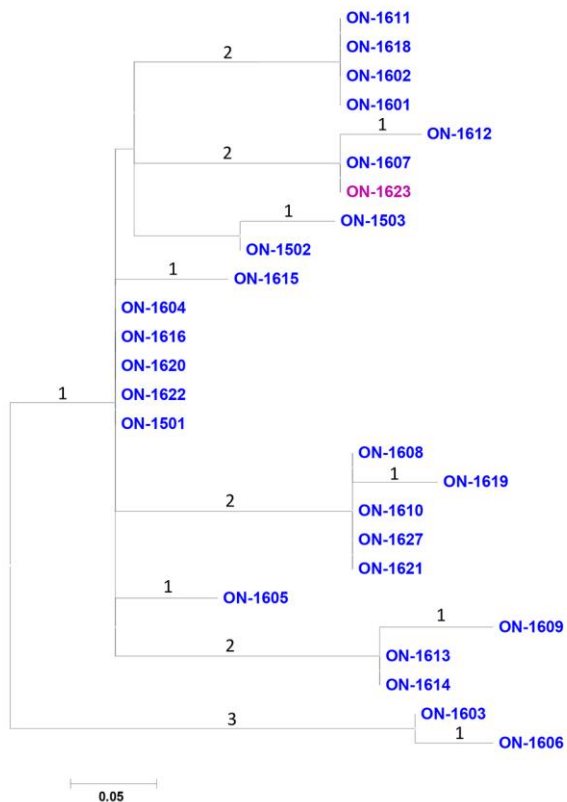 ON-1611
ON-1618
2
ON-1602
ON-1601
1
ON-1612
2
ON-1607
ON-1623
1
ON-1503
ON-1502
1
ON-1615
ON-1604
ON-1616
ON-1620
ON-1622
1
ON-1501
ON-1608
1
ON-1619
2
ON-1610
ON-1627
ON-1621
1
ON-1605
1
ON-1609
2
ON-1613
ON-1614
3
ON-1603
1
ON-1606
0.05